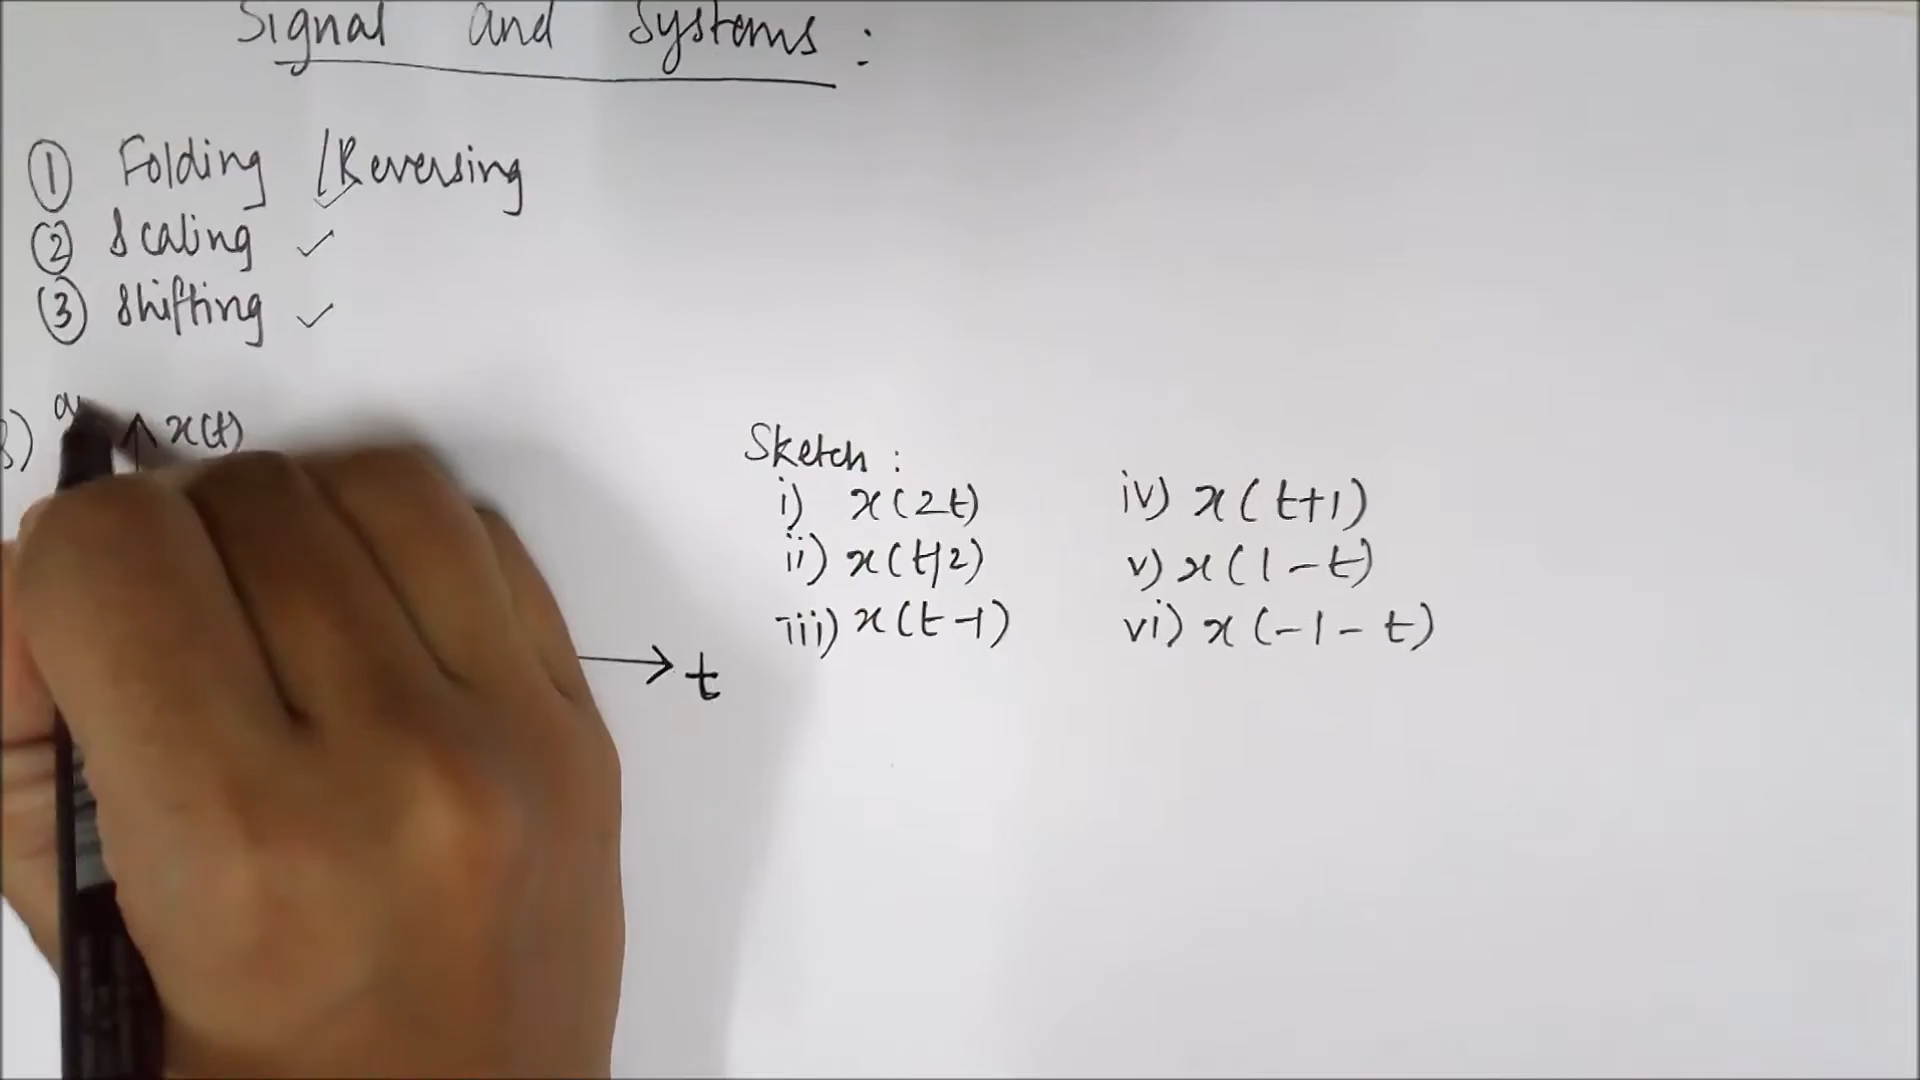 Signal and Systems :
① Folding /Reversing
② Scaling ✓
③ Shifting ✓
x(t)
t
Sketch :
i) x(2t)
ii) x(t/2)
iii) x(t-1)
iv) x(t+1)
v) x(1-t)
vi) x(-1-t)